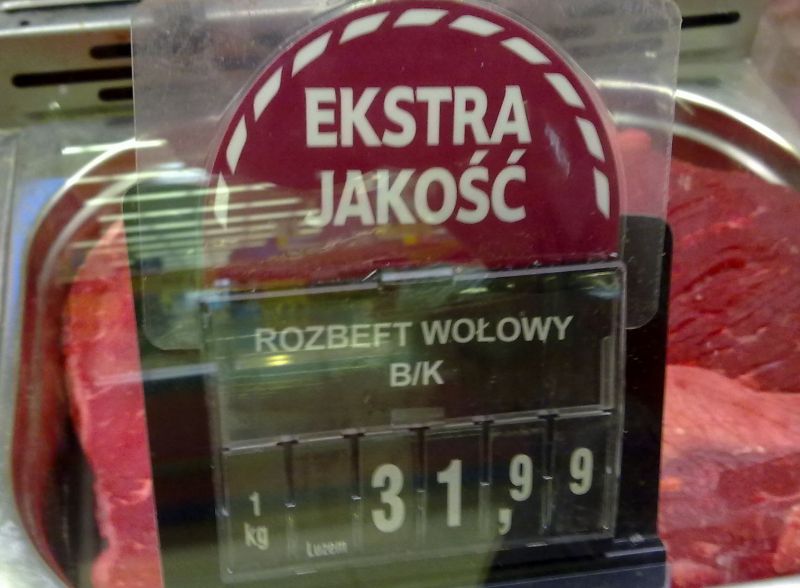 EKSTRA
JAKOŚĆ
ROZBEFT WOŁOWY
B/K
1
kg
Luzem
31,99